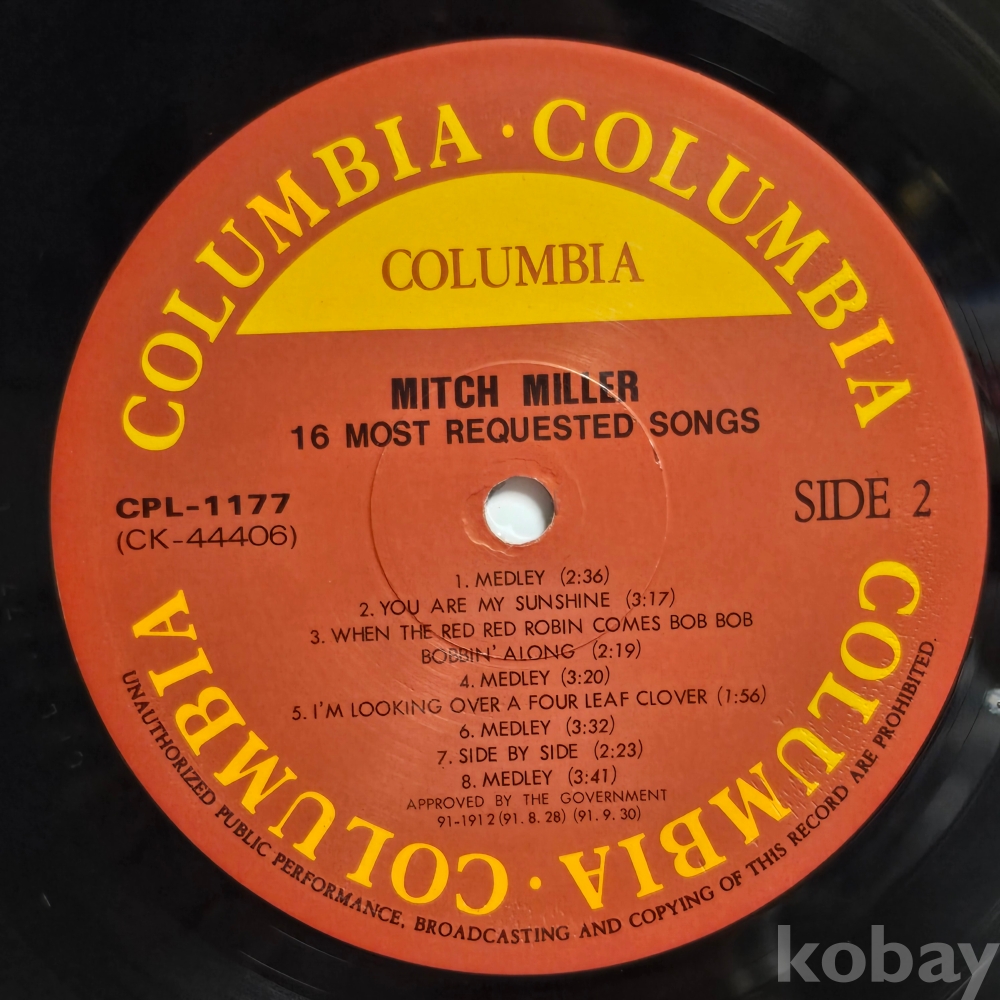 COLUMBIA · COLUMBIA
COLUMBIA
MITCH MILLER
16 MOST REQUESTED SONGS
CPL-1177
(CK-44406)
SIDE 2
1. MEDLEY (2:36)
2. YOU ARE MY SUNSHINE (3:17)
3. WHEN THE RED RED ROBIN COMES BOB BOB
BOBBIN' ALONG (2:19)
4. MEDLEY (3:20)
5. I'M LOOKING OVER A FOUR LEAF CLOVER (1:56)
6. MEDLEY (3:32)
7. SIDE BY SIDE (2:23)
8. MEDLEY (3:41)
APPROVED BY THE GOVERNMENT
91-1912 (91. 8. 28) (91. 9. 30)
COLUMBIA · COLUMBIA
UNAUTHORIZED PUBLIC PERFORMANCE, BROADCASTING AND COPYING OF THIS RECORD ARE PROHIBITED.
kobay